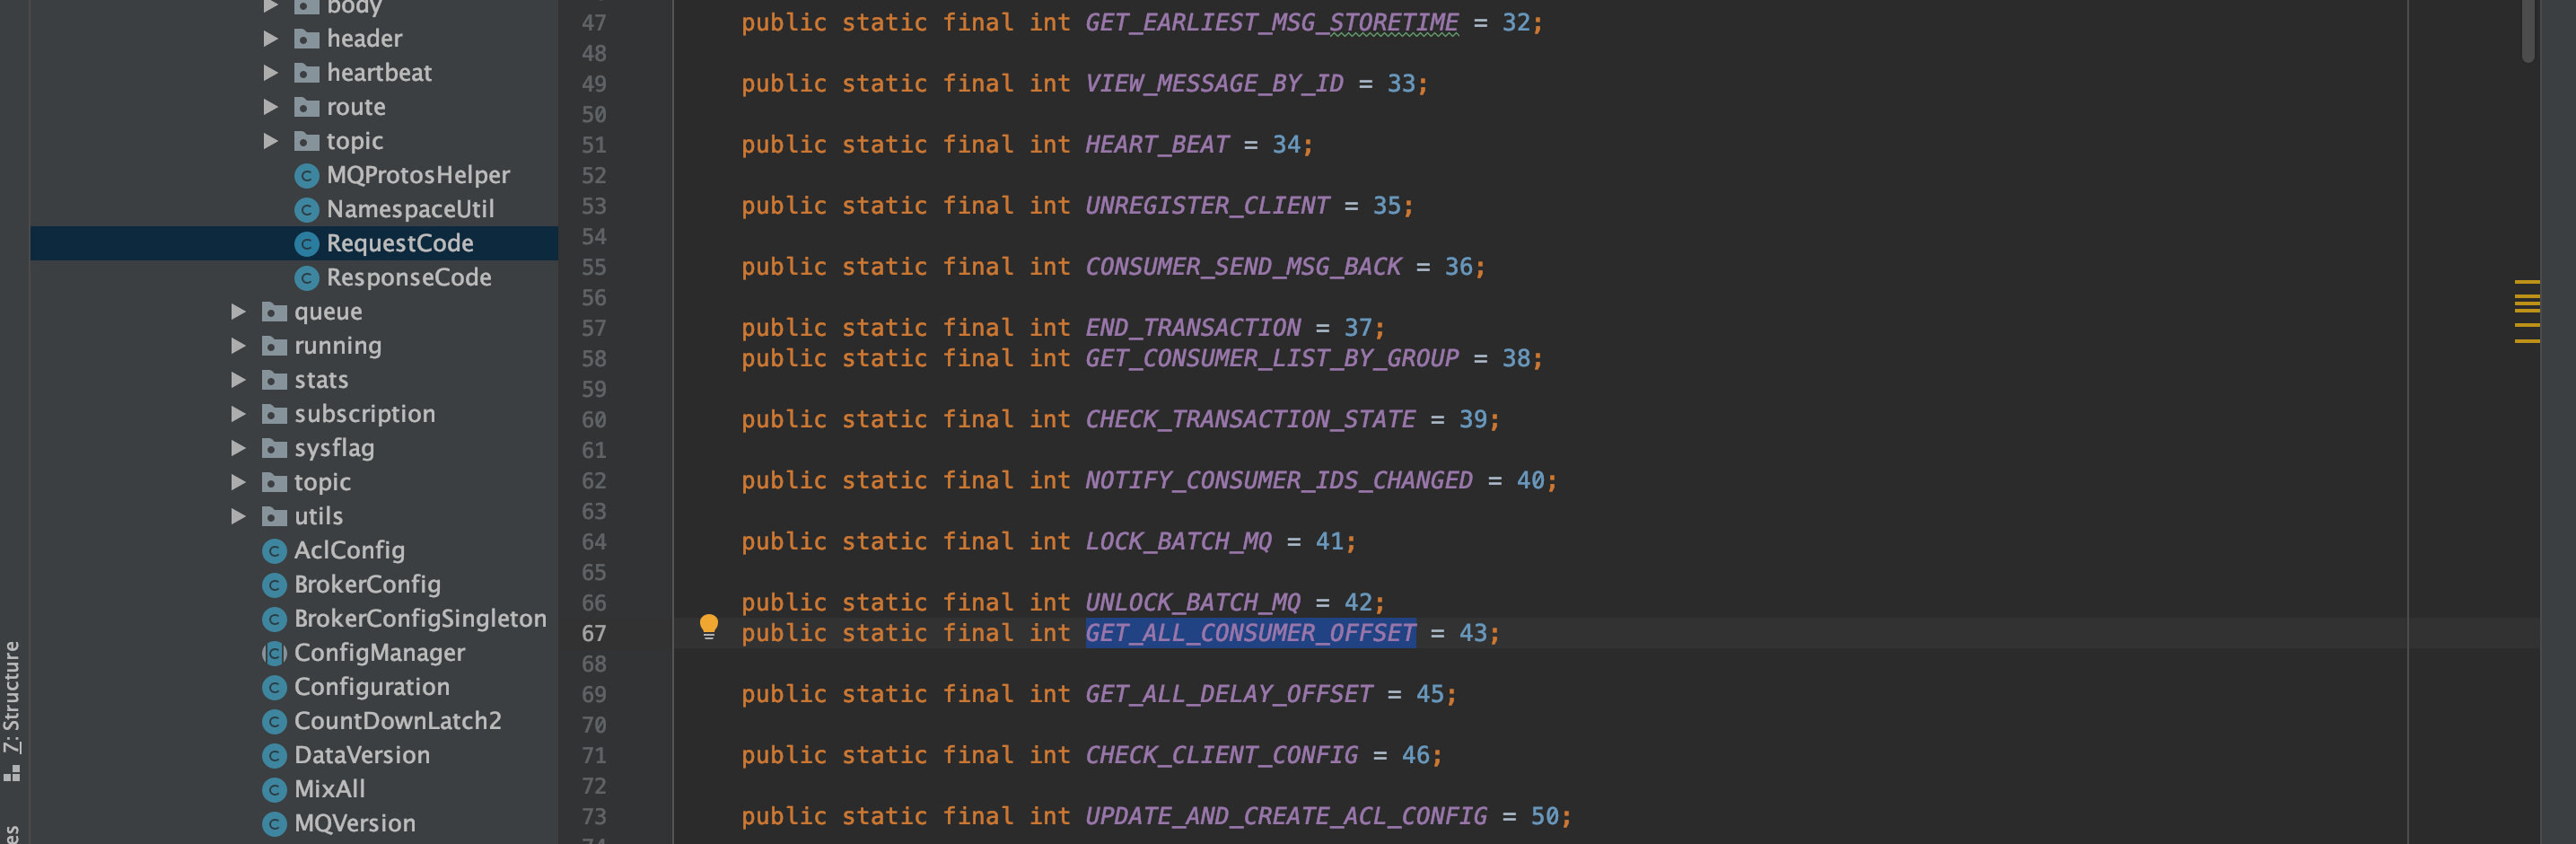 body
header
heartbeat
route
topic
MQProtosHelper
NamespaceUtil
RequestCode
ResponseCode
queue
running
stats
subscription
sysflag
topic
utils
AclConfig
BrokerConfig
BrokerConfigSingleton
ConfigManager
Configuration
CountDownLatch2
DataVersion
MixAll
MQVersion
Z: Structure
es
47 public static final int GET_EARLIEST_MSG_STORETIME = 32;
48
49 public static final int VIEW_MESSAGE_BY_ID = 33;
50
51 public static final int HEART_BEAT = 34;
52
53 public static final int UNREGISTER_CLIENT = 35;
54
55 public static final int CONSUMER_SEND_MSG_BACK = 36;
56
57 public static final int END_TRANSACTION = 37;
58 public static final int GET_CONSUMER_LIST_BY_GROUP = 38;
59
60 public static final int CHECK_TRANSACTION_STATE = 39;
61
62 public static final int NOTIFY_CONSUMER_IDS_CHANGED = 40;
63
64 public static final int LOCK_BATCH_MQ = 41;
65
66 public static final int UNLOCK_BATCH_MQ = 42;
67 public static final int GET_ALL_CONSUMER_OFFSET = 43;
68
69 public static final int GET_ALL_DELAY_OFFSET = 45;
70
71 public static final int CHECK_CLIENT_CONFIG = 46;
72
73 public static final int UPDATE_AND_CREATE_ACL_CONFIG = 50;
74